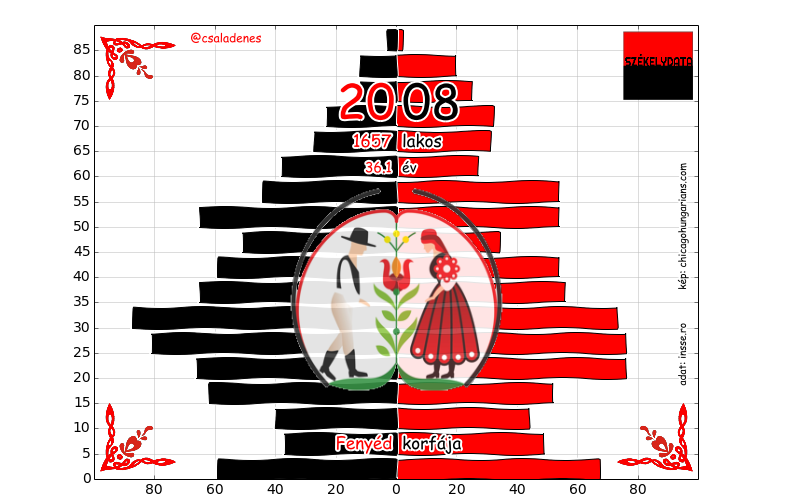 @csaladenes
SZÉKELYDATA
2008
1657 lakos
36.1 év
kép: chicagohungarians.com
adat: insse.ro
Fenyéd korfája
85
80
75
70
65
60
55
50
45
40
35
30
25
20
15
10
5
0
80 60 40 20 0 20 40 60 80